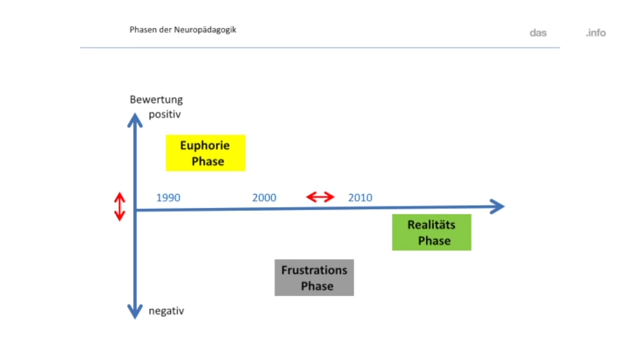 Phasen der Neuropädagogik
das .info
Bewertung
positiv
Euphorie
Phase
1990 2000 2010
Realitäts
Phase
Frustrations
Phase
negativ